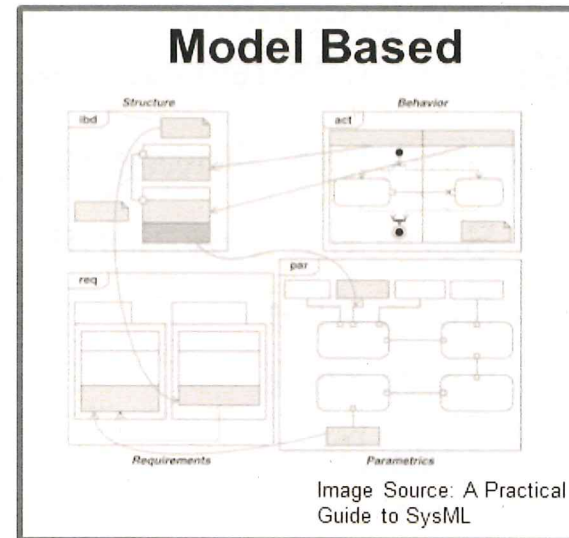 Model Based
Structure
Behavior
ibd
act
req
par
Requirements
Parametrics
Image Source: A Practical
Guide to SysML